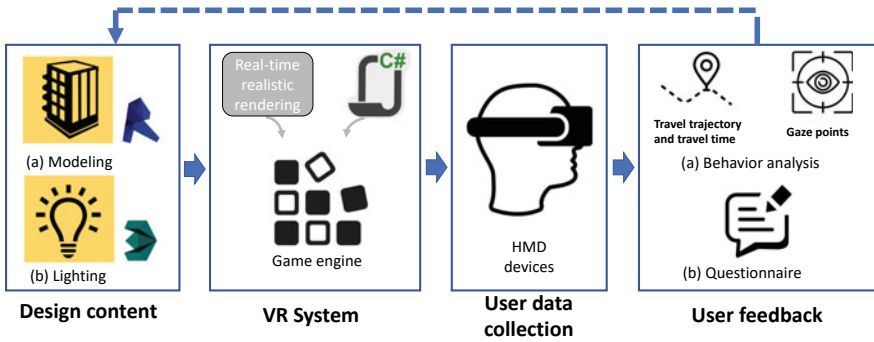 (a) Modeling
(b) Lighting
Design content
Real-time
realistic
rendering
C#
Game engine
VR System
HMD
devices
User data
collection
Travel trajectory
and travel time
Gaze points
(a) Behavior analysis
(b) Questionnaire
User feedback